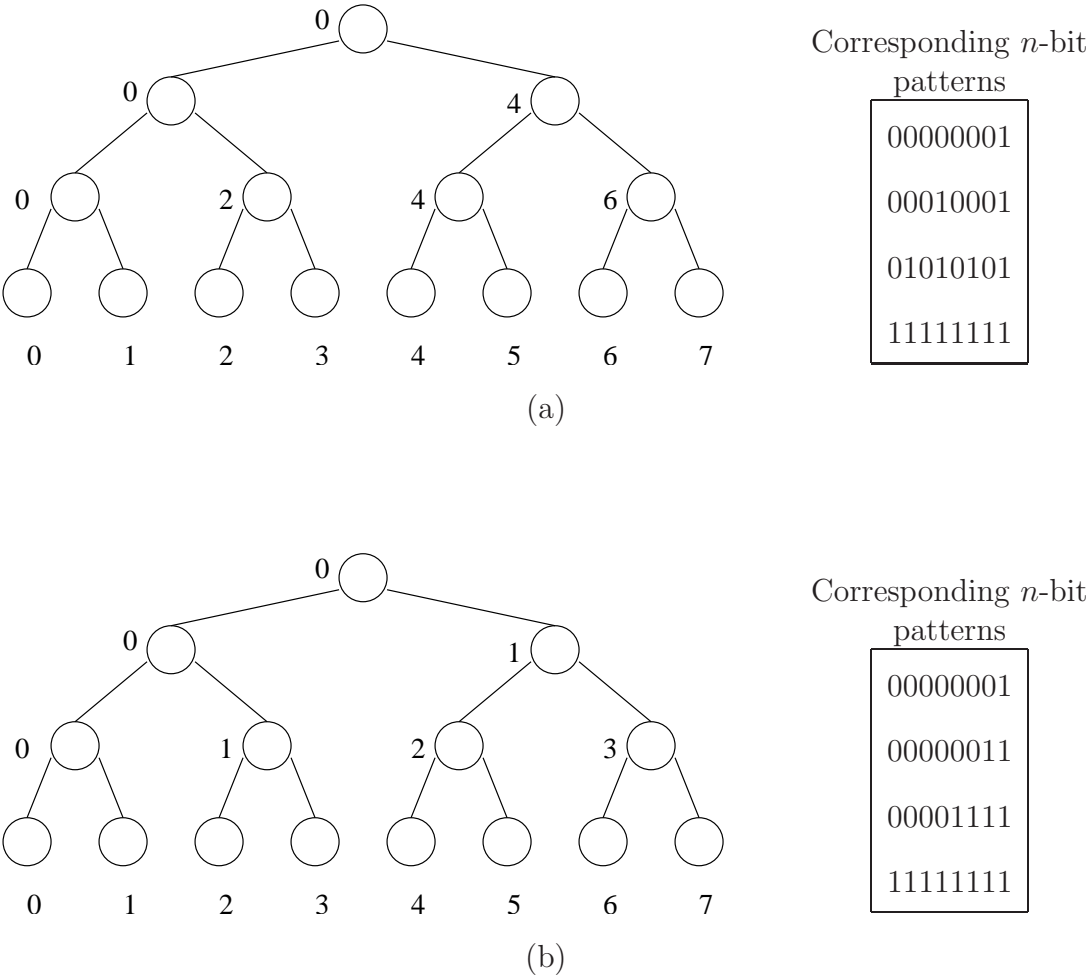 0
Corresponding n-bit
patterns
0 4
00000001
0 2 4 6
00010001
01010101
11111111
0 1 2 3 4 5 6 7
(a)
0
Corresponding n-bit
patterns
0 1
00000001
0 1 2 3
00000011
00001111
11111111
0 1 2 3 4 5 6 7
(b)